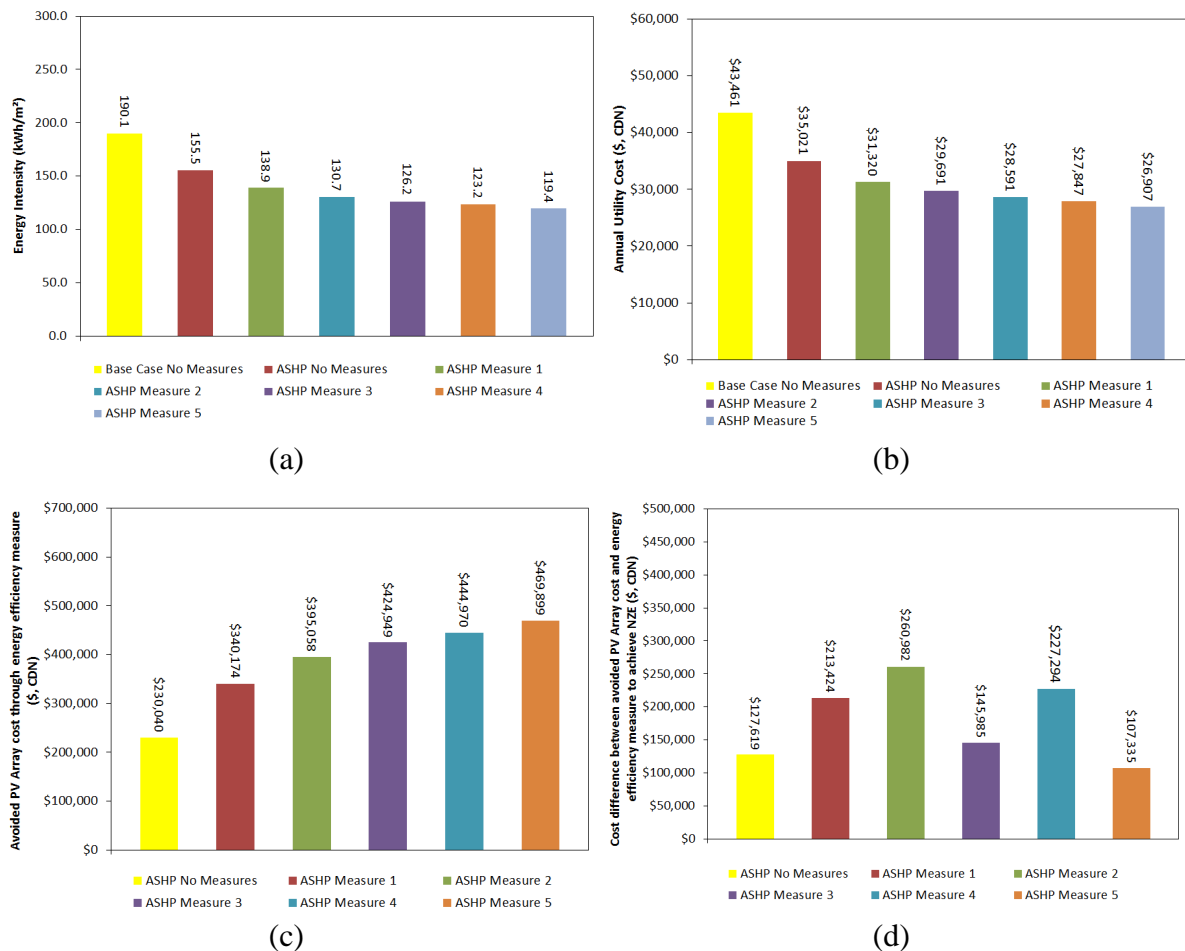 Energy Intensity (kWh/m²)
300.0
250.0
200.0
150.0
100.0
50.0
0.0
190.1
155.5
138.9
130.7
126.2
123.2
119.4
Base Case No Measures ASHP No Measures ASHP Measure 1
ASHP Measure 2 ASHP Measure 3 ASHP Measure 4
ASHP Measure 5
(a)
Annual Utility Cost ($, CDN)
$60,000
$50,000
$40,000
$30,000
$20,000
$10,000
$0
$43,461
$35,021
$31,320
$29,691
$28,591
$27,847
$26,907
Base Case No Measures ASHP No Measures ASHP Measure 1
ASHP Measure 2 ASHP Measure 3 ASHP Measure 4
ASHP Measure 5
(b)
Avoided PV Array cost through energy efficiency measure
($, CDN)
$700,000
$600,000
$500,000
$400,000
$300,000
$200,000
$100,000
$0
$230,040
$340,174
$395,058
$424,949
$444,970
$469,899
ASHP No Measures ASHP Measure 1 ASHP Measure 2
ASHP Measure 3 ASHP Measure 4 ASHP Measure 5
(c)
Cost difference between avoided PV Array cost and energy
efficiency measure to achieve NZE ($, CDN)
$500,000
$450,000
$400,000
$350,000
$300,000
$250,000
$200,000
$150,000
$100,000
$50,000
$0
$127,619
$213,424
$260,982
$145,985
$227,294
$107,335
ASHP No Measures ASHP Measure 1 ASHP Measure 2
ASHP Measure 3 ASHP Measure 4 ASHP Measure 5
(d)